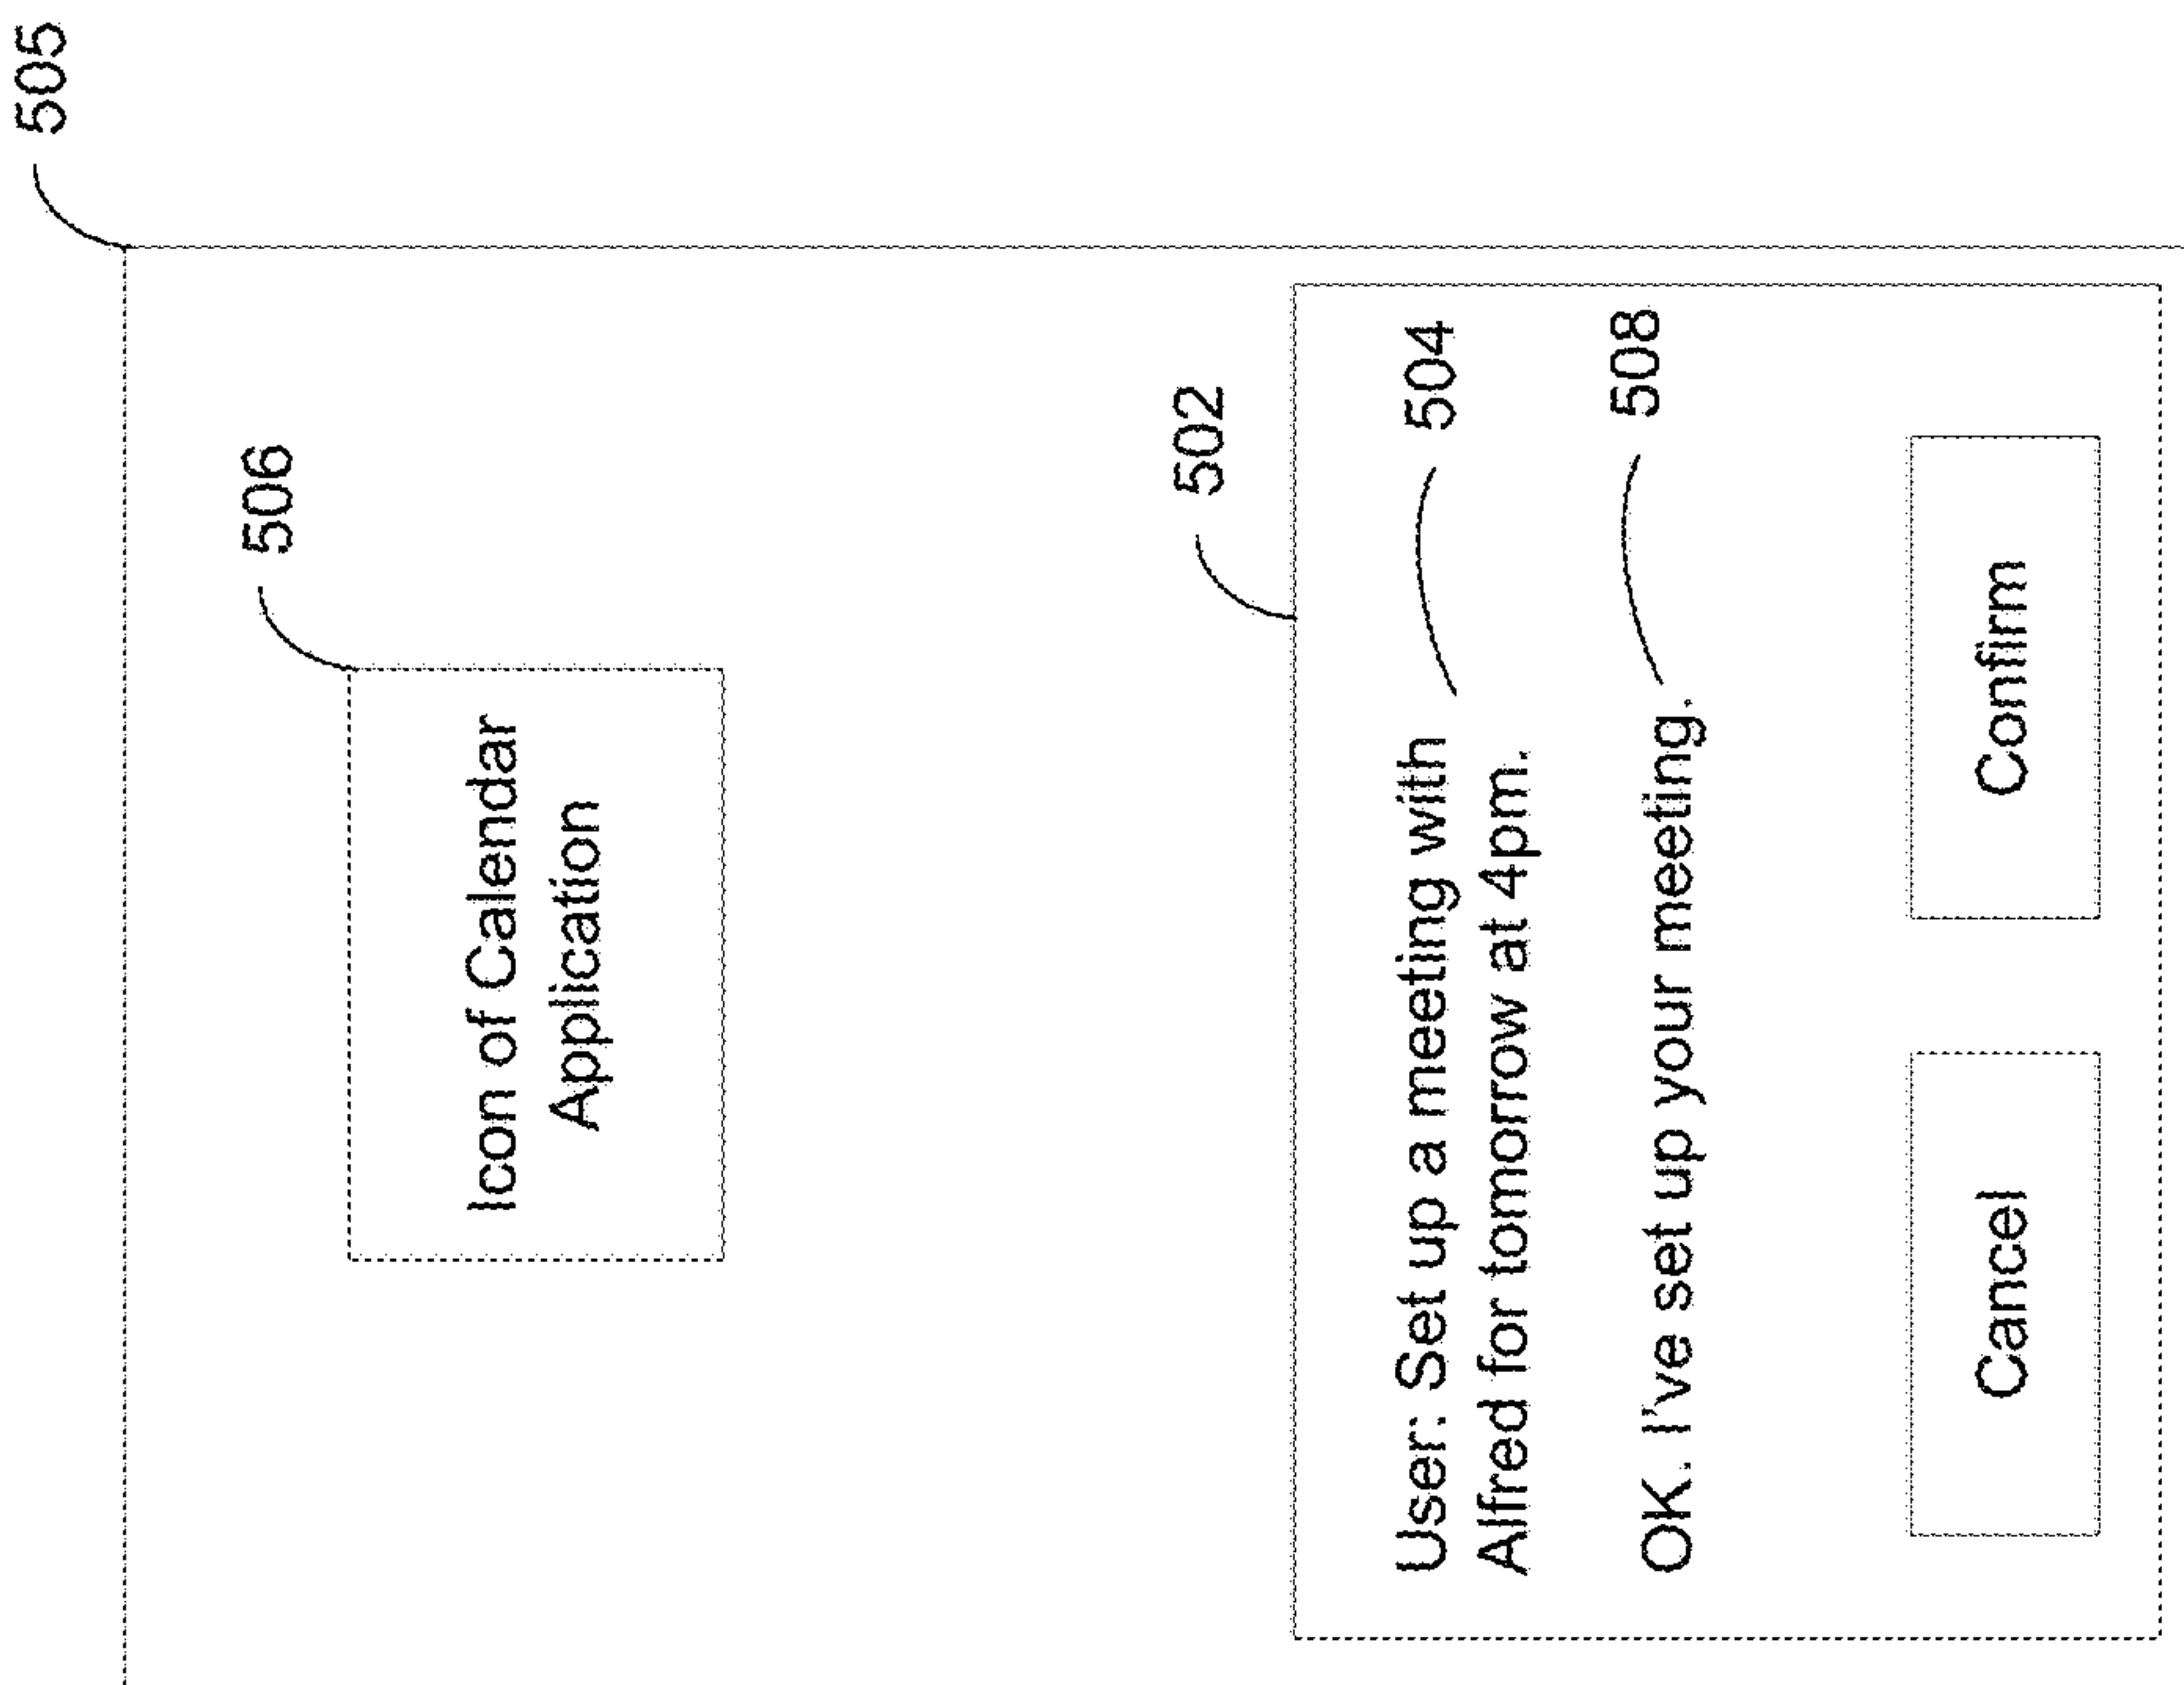 505
506
Icon of Calendar
Application
502
User: Set up a meeting with
504
Alfred for tomorrow at 4pm.
508
OK. I've set up your meeting.
Cancel
Confirm